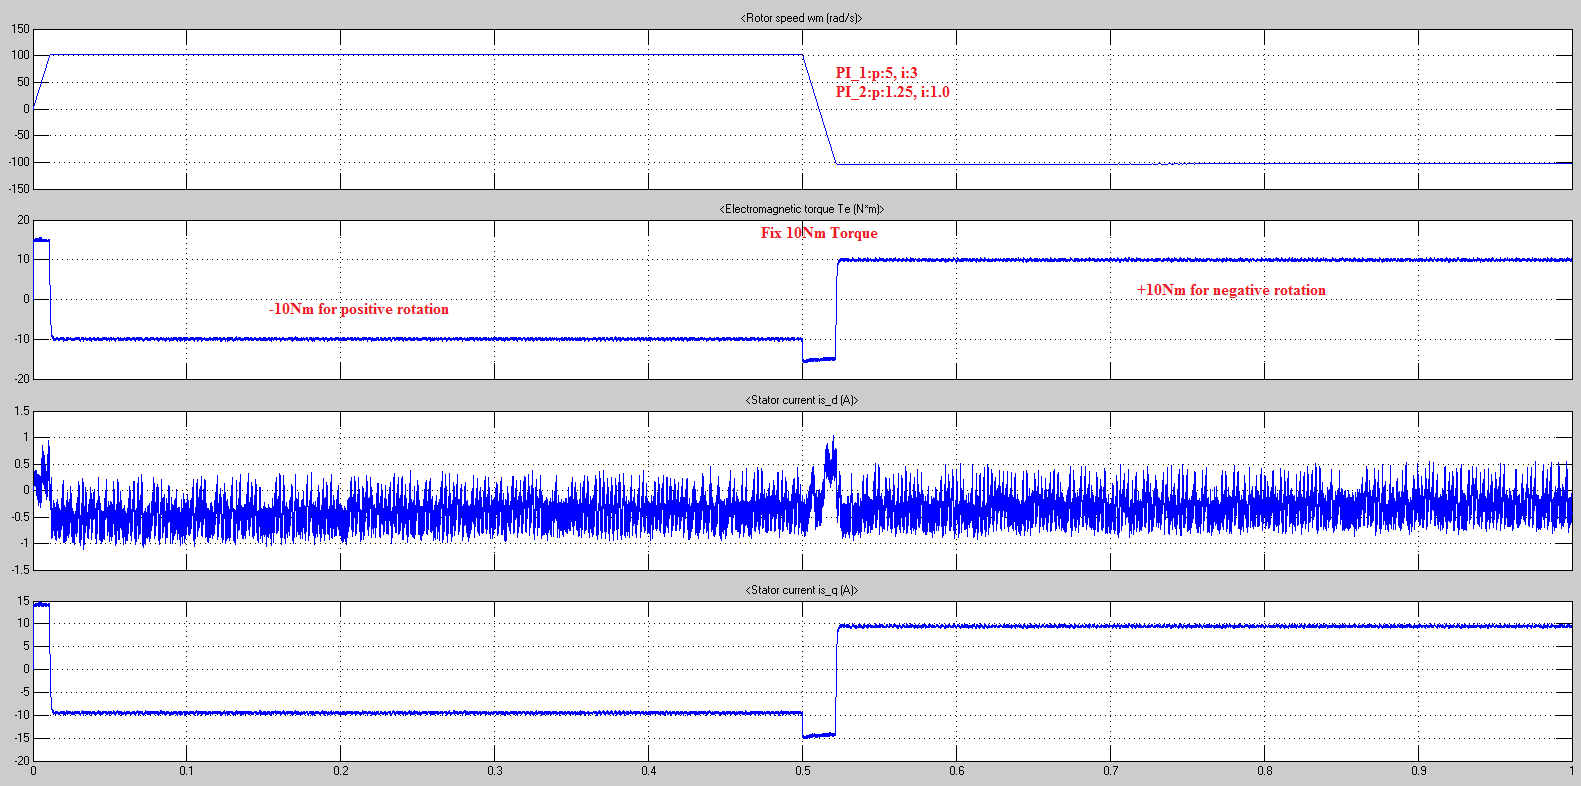 <Rotor speed wm (rad/s)>
150
100
50
0
-50
-100
-150
PI_1:p:5, i:3
PI_2:p:1.25, i:1.0
<Electromagnetic torque Te (N*m)>
20
10
0
-10
-20
Fix 10Nm Torque
-10Nm for positive rotation
+10Nm for negative rotation
<Stator current is_d (A)>
1.5
1
0.5
0
-0.5
-1
-1.5
<Stator current is_q (A)>
15
10
5
0
-5
-10
-15
-20
0 0.1 0.2 0.3 0.4 0.5 0.6 0.7 0.8 0.9 1